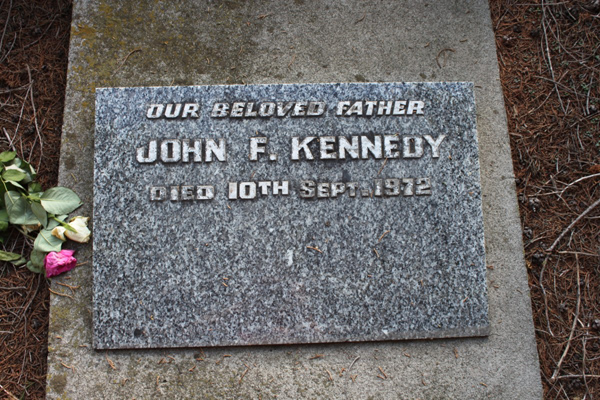 OUR BELOVED FATHER
JOHN F. KENNEDY
DIED 10TH SEPT. 1972